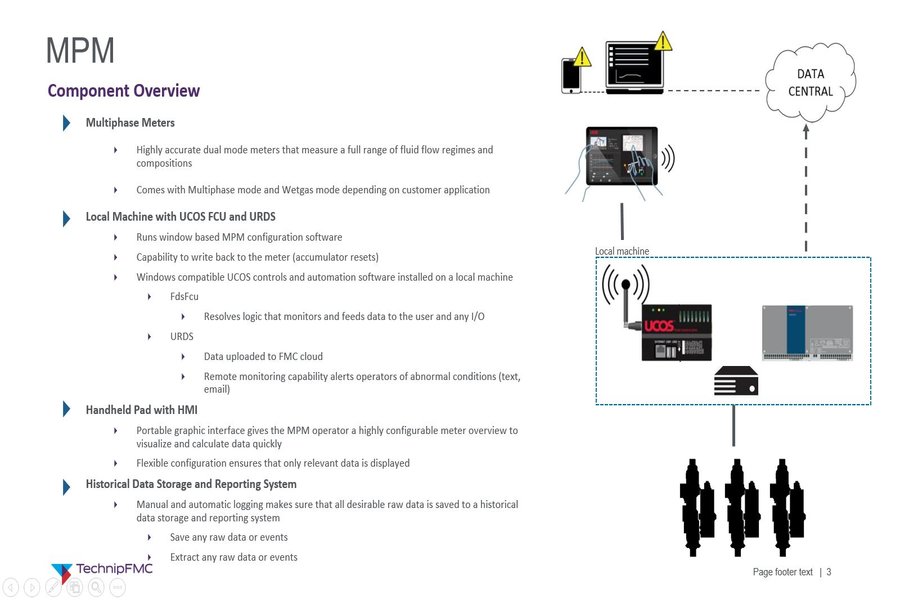 MPM
Component Overview
Multiphase Meters
Highly accurate dual mode meters that measure a full range of fluid flow regimes and
compositions
Comes with Multiphase mode and Wetgas mode depending on customer application
Local Machine with UCOS FCU and URDS
Runs window based MPM configuration software
Capability to write back to the meter (accumulator resets)
Windows compatible UCOS controls and automation software installed on a local machine
FdsFcu
Resolves logic that monitors and feeds data to the user and any I/O
URDS
Data uploaded to FMC cloud
Remote monitoring capability alerts operators of abnormal conditions (text,
email)
Handheld Pad with HMI
Portable graphic interface gives the MPM operator a highly configurable meter overview to
visualize and calculate data quickly
Flexible configuration ensures that only relevant data is displayed
Historical Data Storage and Reporting System
Manual and automatic logging makes sure that all desirable raw data is saved to a historical
data storage and reporting system
Save any raw data or events
Extract any raw data or events
DATA
CENTRAL
Local machine
UCOS
TechnipFMC
Page footer text | 3